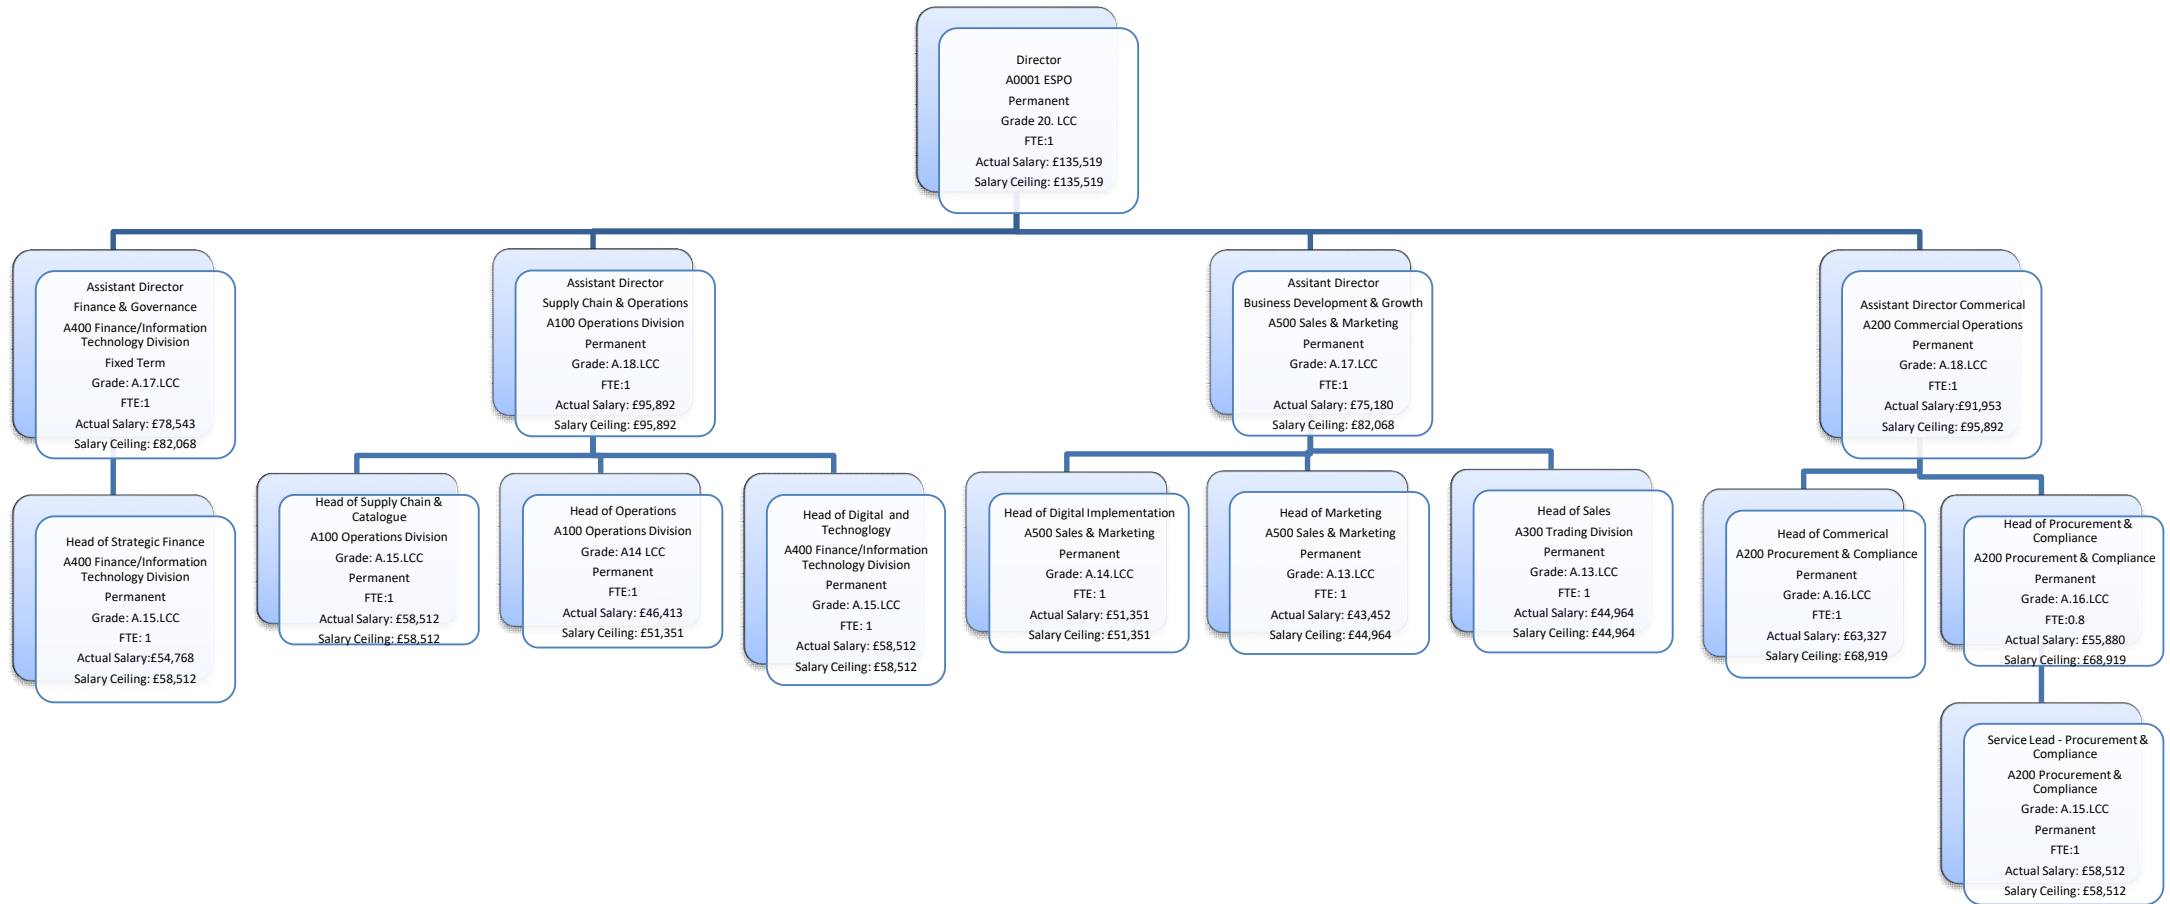 Director
A0001 ESPO
Permanent
Grade 20. LCC
FTE:1
Actual Salary: £135,519
Salary Ceiling: £135,519
Assistant Director
Finance & Governance
A400 Finance/Information
Technology Division
Fixed Term
Grade: A.17.LCC
FTE:1
Actual Salary: £78,543
Salary Ceiling: £82,068
Assistant Director
Supply Chain & Operations
A100 Operations Division
Permanent
Grade: A.18.LCC
FTE:1
Actual Salary: £95,892
Salary Ceiling: £95,892
Assitant Director
Business Development & Growth
A500 Sales & Marketing
Permanent
Grade: A.17.LCC
FTE:1
Actual Salary: £75,180
Salary Ceiling: £82,068
Assistant Director Commerical
A200 Commercial Operations
Permanent
Grade: A.18.LCC
FTE:1
Actual Salary:£91,953
Salary Ceiling: £95,892
Head of Strategic Finance
A400 Finance/Information
Technology Division
Permanent
Grade: A.15.LCC
FTE: 1
Actual Salary:£54,768
Salary Ceiling: £58,512
Head of Supply Chain &
Catalogue
A100 Operations Division
Grade: A.15.LCC
Permanent
FTE:1
Actual Salary: £58,512
Salary Ceiling: £58,512
Head of Operations
A100 Operations Division
Grade: A14 LCC
Permanent
FTE:1
Actual Salary: £46,413
Salary Ceiling: £51,351
Head of Digital and
Technology
A400 Finance/Information
Technology Division
Permanent
Grade: A.15.LCC
FTE: 1
Actual Salary: £58,512
Salary Ceiling: £58,512
Head of Digital Implementation
A500 Sales & Marketing
Permanent
Grade: A.14.LCC
FTE: 1
Actual Salary: £51,351
Salary Ceiling: £51,351
Head of Marketing
A500 Sales & Marketing
Permanent
Grade: A.13.LCC
FTE: 1
Actual Salary: £43,452
Salary Ceiling: £44,964
Head of Sales
A300 Trading Division
Permanent
Grade: A.13.LCC
FTE: 1
Actual Salary: £44,964
Salary Ceiling: £44,964
Head of Commerical
A200 Procurement & Compliance
Permanent
Grade: A.16.LCC
FTE:1
Actual Salary: £63,327
Salary Ceiling: £68,919
Head of Procurement &
Compliance
A200 Procurement & Compliance
Permanent
Grade: A.16.LCC
FTE:0.8
Actual Salary: £55,880
Salary Ceiling: £68,919
Service Lead - Procurement &
Compliance
A200 Procurement &
Compliance
Grade: A.15.LCC
Permanent
FTE:1
Actual Salary: £58,512
Salary Ceiling: £58,512